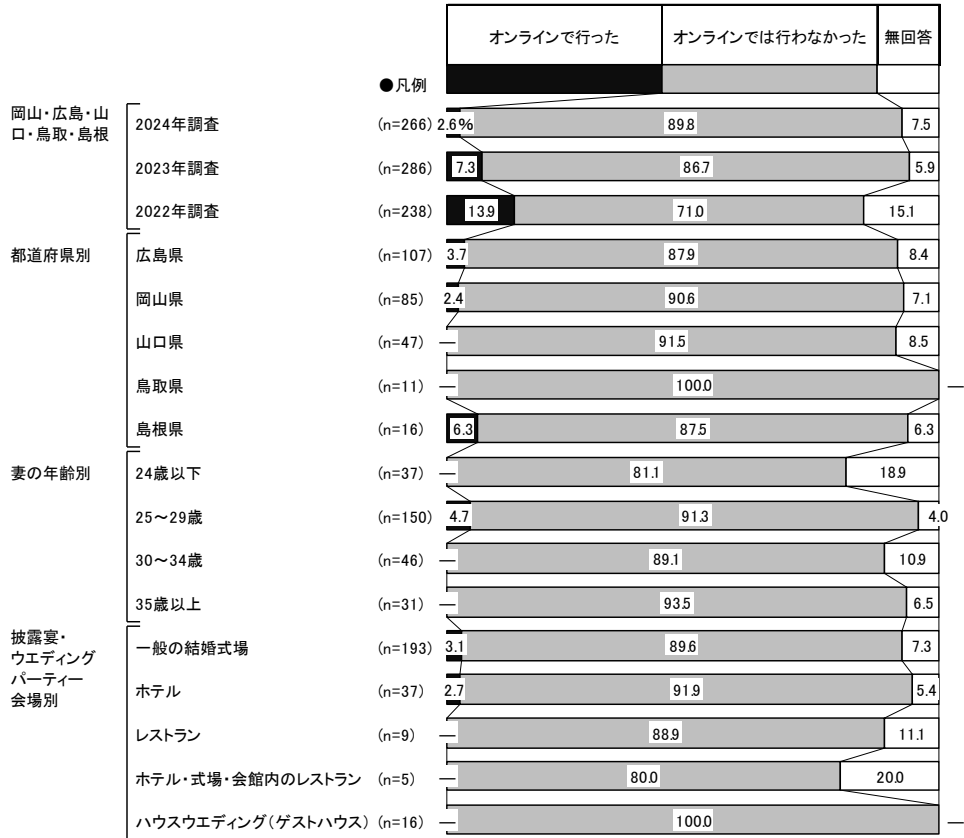 オンラインで行った オンラインでは行わなかった 無回答
●凡例
岡山・広島・山
口・鳥取・島根
2024年調査 (n=266) 2.6% 89.8 7.5
2023年調査 (n=286) 7.3 86.7 5.9
2022年調査 (n=238) 13.9 71.0 15.1
都道府県別 広島県 (n=107) 3.7 87.9 8.4
岡山県 (n=85) 2.4 90.6 7.1
山口県 (n=47) — 91.5 8.5
鳥取県 (n=11) — 100.0 —
島根県 (n=16) 6.3 87.5 6.3
妻の年齢別 24歳以下 (n=37) — 81.1 18.9
25～29歳 (n=150) 4.7 91.3 4.0
30～34歳 (n=46) — 89.1 10.9
35歳以上 (n=31) — 93.5 6.5
披露宴・
ウエディング
パーティー
会場別
一般の結婚式場 (n=193) 3.1 89.6 7.3
ホテル (n=37) 2.7 91.9 5.4
レストラン (n=9) — 88.9 11.1
ホテル・式場・会館内のレストラン (n=5) — 80.0 20.0
ハウスウエディング(ゲストハウス) (n=16) — 100.0 —